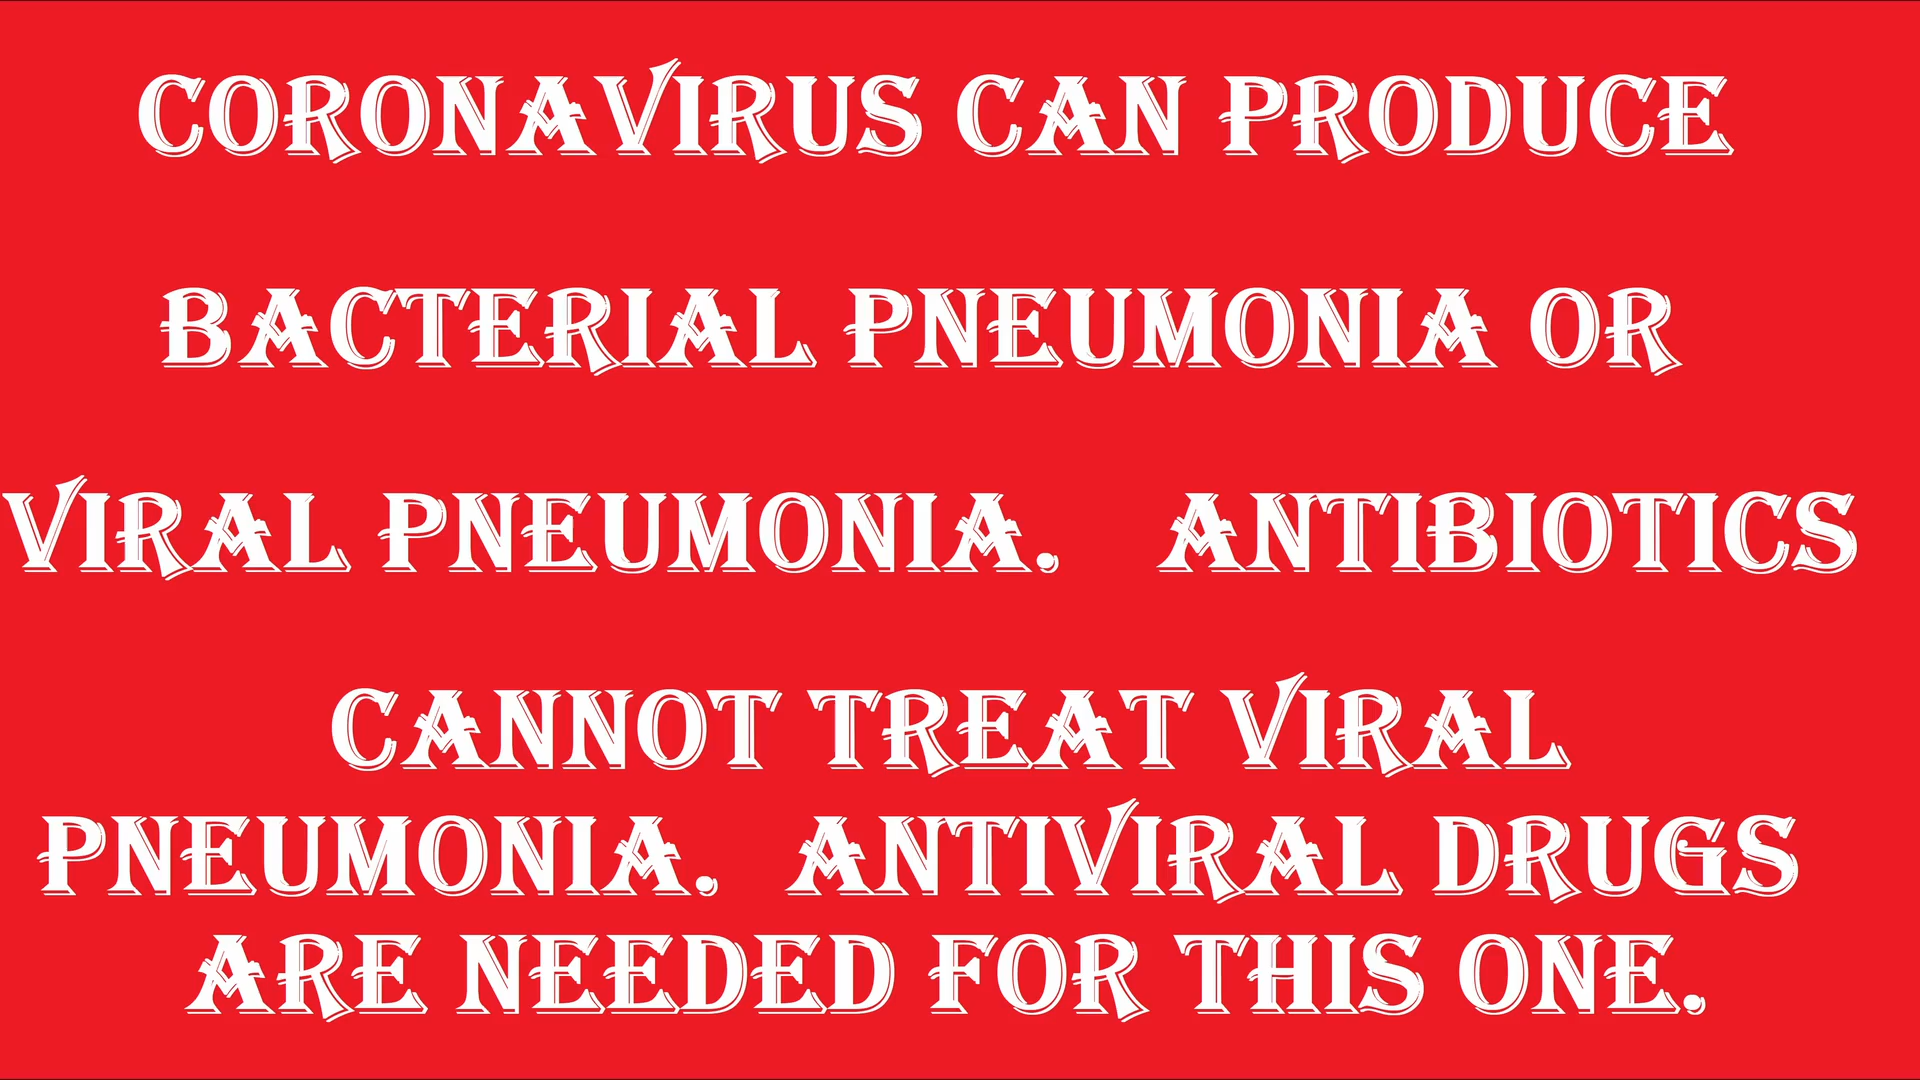 CORONAVIRUS CAN PRODUCE
BACTERIAL PNEUMONIA OR
VIRAL PNEUMONIA. ANTIBIOTICS
CANNOT TREAT VIRAL
PNEUMONIA. ANTIVIRAL DRUGS
ARE NEEDED FOR THIS ONE.